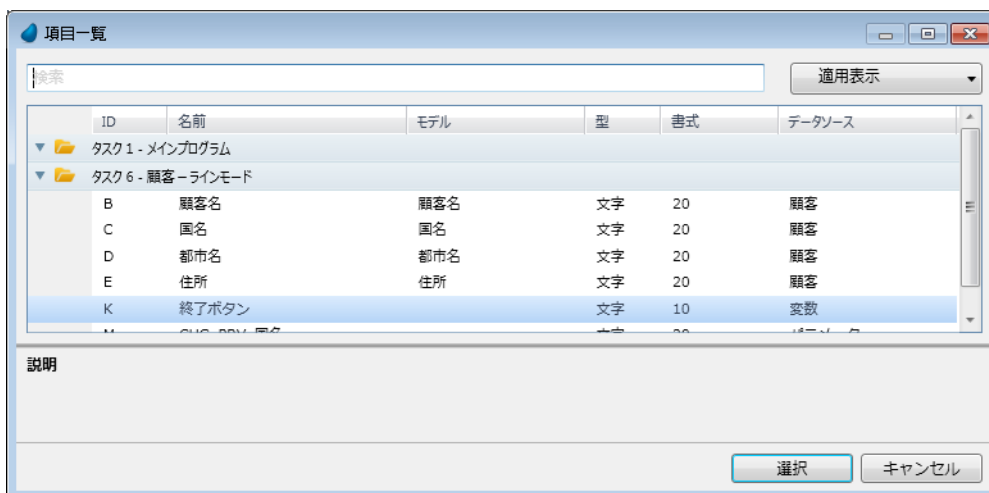 項目一覧
検索 適用表示
ID 名前 モデル 型 書式 データソース
タスク 1 - メインプログラム
タスク 6 - 顧客－ラインモード
B 顧客名 顧客名 文字 20 顧客
C 国名 国名 文字 20 顧客
D 都市名 都市名 文字 20 顧客
E 住所 住所 文字 20 顧客
K 終了ボタン 文字 10 変数
説明
選択 キャンセル